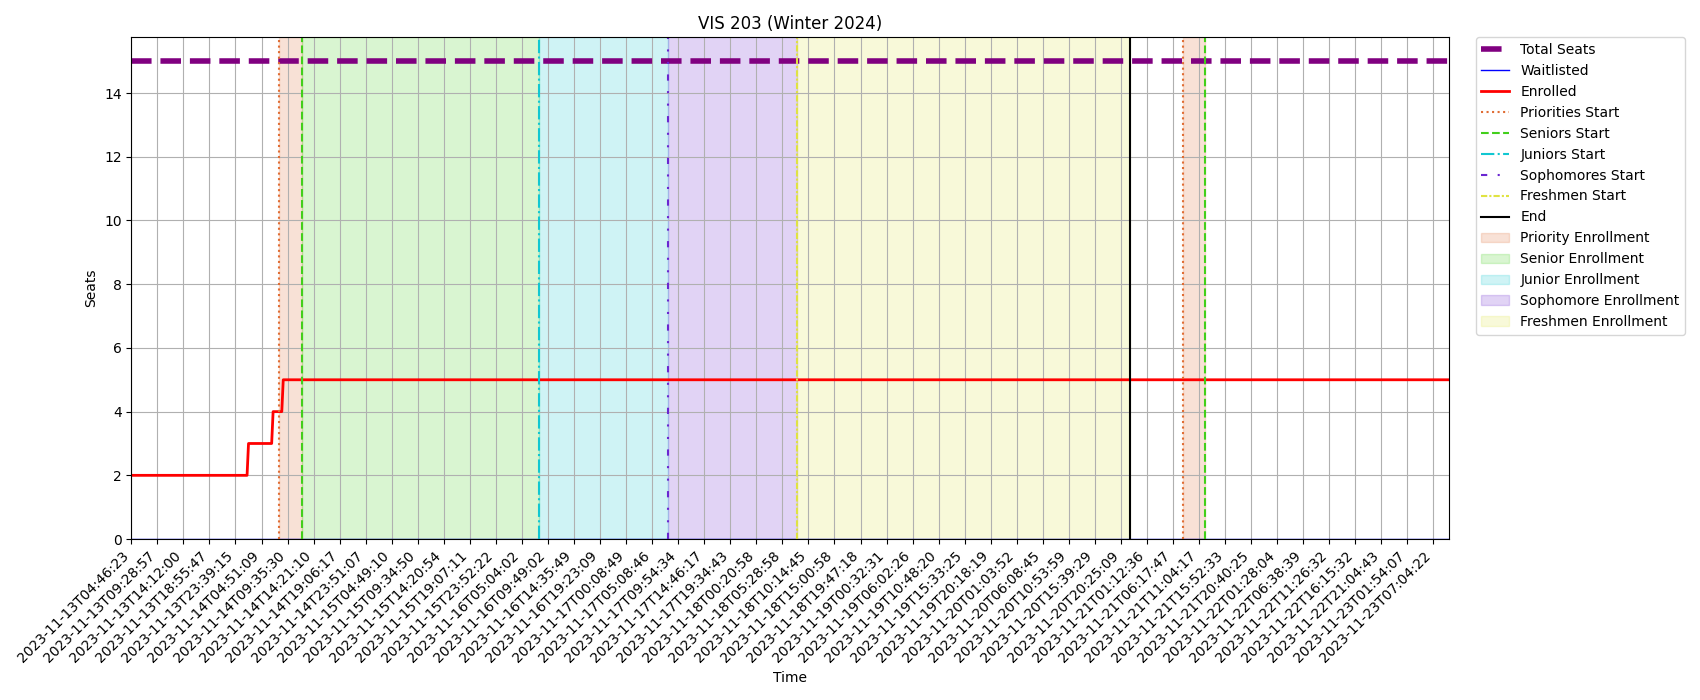 VIS 203 (Winter 2024)
Seats
14
12
10
8
6
4
2
0
2023-11-13T04:46:23
2023-11-13T09:28:57
2023-11-13T14:12:00
2023-11-13T18:55:47
2023-11-13T23:39:15
2023-11-14T04:51:09
2023-11-14T09:35:30
2023-11-14T14:21:10
2023-11-14T19:06:17
2023-11-14T23:51:07
2023-11-15T04:49:10
2023-11-15T09:34:50
2023-11-15T14:20:54
2023-11-15T19:07:11
2023-11-15T23:52:22
2023-11-16T05:04:02
2023-11-16T09:49:02
2023-11-16T14:35:49
2023-11-16T19:23:09
2023-11-17T00:08:49
2023-11-17T05:08:46
2023-11-17T09:54:34
2023-11-17T14:46:17
2023-11-17T19:34:43
2023-11-18T00:20:58
2023-11-18T05:28:58
2023-11-18T10:14:45
2023-11-18T15:00:58
2023-11-18T19:47:18
2023-11-19T00:32:31
2023-11-19T06:02:26
2023-11-19T10:48:20
2023-11-19T15:33:25
2023-11-19T20:18:19
2023-11-20T01:03:52
2023-11-20T06:08:45
2023-11-20T10:53:59
2023-11-20T15:39:29
2023-11-20T20:25:09
2023-11-21T01:12:36
2023-11-21T06:17:47
2023-11-21T11:04:17
2023-11-21T15:52:33
2023-11-21T20:40:25
2023-11-22T01:28:04
2023-11-22T06:38:39
2023-11-22T11:26:32
2023-11-22T16:15:32
2023-11-22T21:04:43
2023-11-23T01:54:07
2023-11-23T07:04:22
Time
Total Seats
Waitlisted
Enrolled
Priorities Start
Seniors Start
Juniors Start
Sophomores Start
Freshmen Start
End
Priority Enrollment
Senior Enrollment
Junior Enrollment
Sophomore Enrollment
Freshmen Enrollment